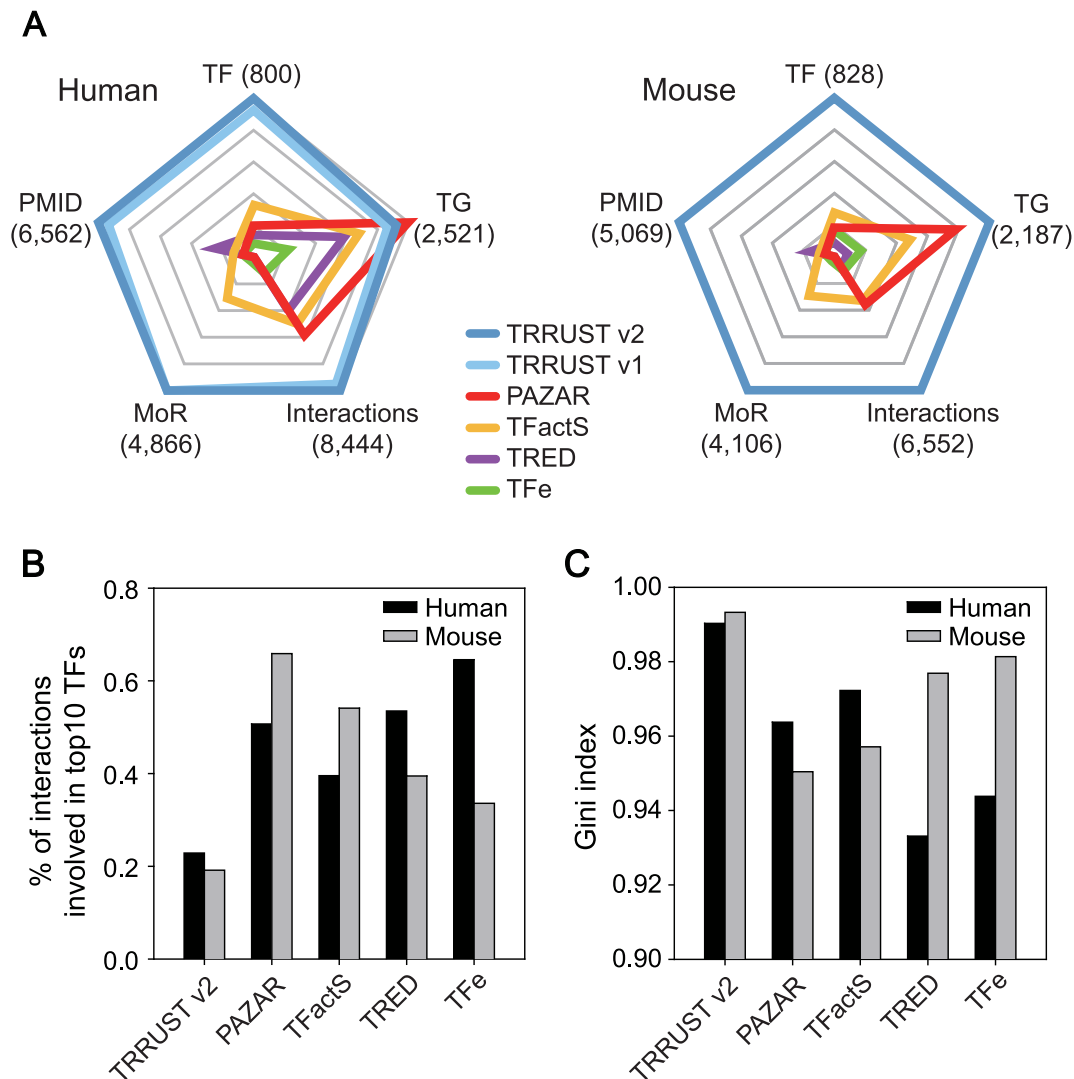 A
Human
TF (800)
PMID
(6,562)
TG
(2,521)
MoR
(4,866)
Interactions
(8,444)
Mouse
TF (828)
PMID
(5,069)
TG
(2,187)
MoR
(4,106)
Interactions
(6,552)
TRRUST v2
TRRUST v1
PAZAR
TFactS
TRED
TFe
B
% of interactions
involved in top10 TFs
0.8
0.6
0.4
0.2
0.0
Human
Mouse
TRRUST v2
PAZAR
TFactS
TRED
TFe
C
Gini index
1.00
0.98
0.96
0.94
0.92
0.90
Human
Mouse
TRRUST v2
PAZAR
TFactS
TRED
TFe